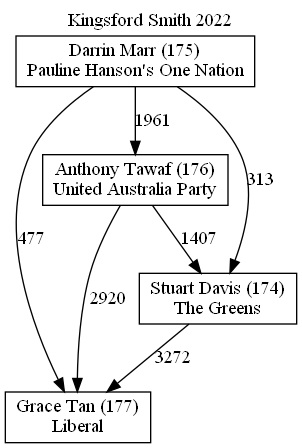 Kingsford Smith 2022
Darrin Marr (175)
Pauline Hanson's One Nation
1961
Anthony Tawaf (176)
United Australia Party
313
477
2920
1407
Stuart Davis (174)
The Greens
3272
Grace Tan (177)
Liberal